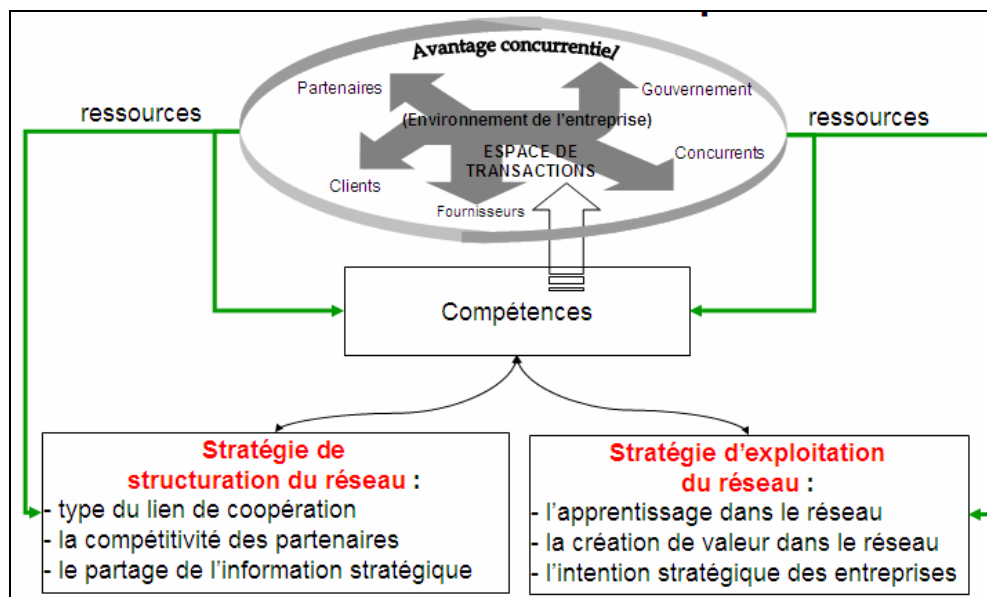 Avantage concurrentiel
Partenaires
Gouvernement
ressources
ressources
(Environnement de l'entreprise)
ESPACE DE
TRANSACTIONS
Concurrents
Clients
Fournisseurs
Compétences
Stratégie de
structuration du réseau :
- type du lien de coopération
- la compétitivité des partenaires
- le partage de l'information stratégique
Stratégie d'exploitation
du réseau :
- l'apprentissage dans le réseau
- la création de valeur dans le réseau
- l'intention stratégique des entreprises